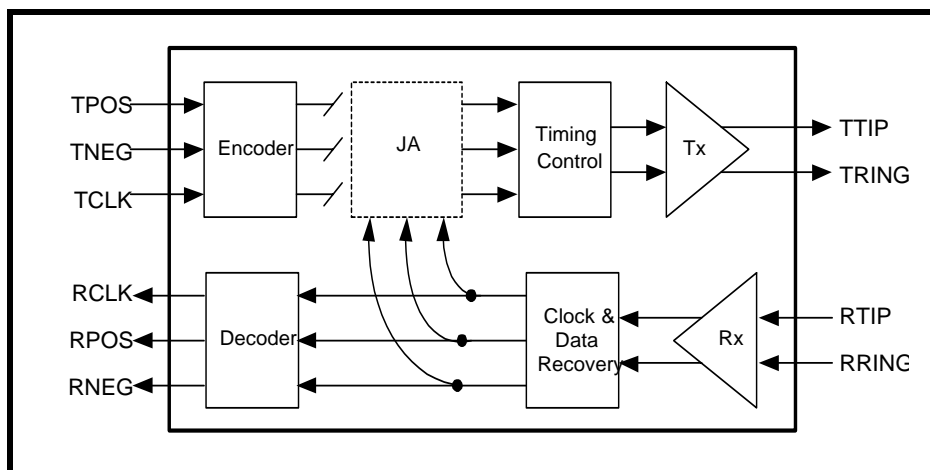 TPOS
TNEG
TCLK
Encoder
JA
Timing
Control
Tx
TTIP
TRING
RCLK
RPOS
RNEG
Decoder
Clock &
Data
Recovery
Rx
RTIP
RRING